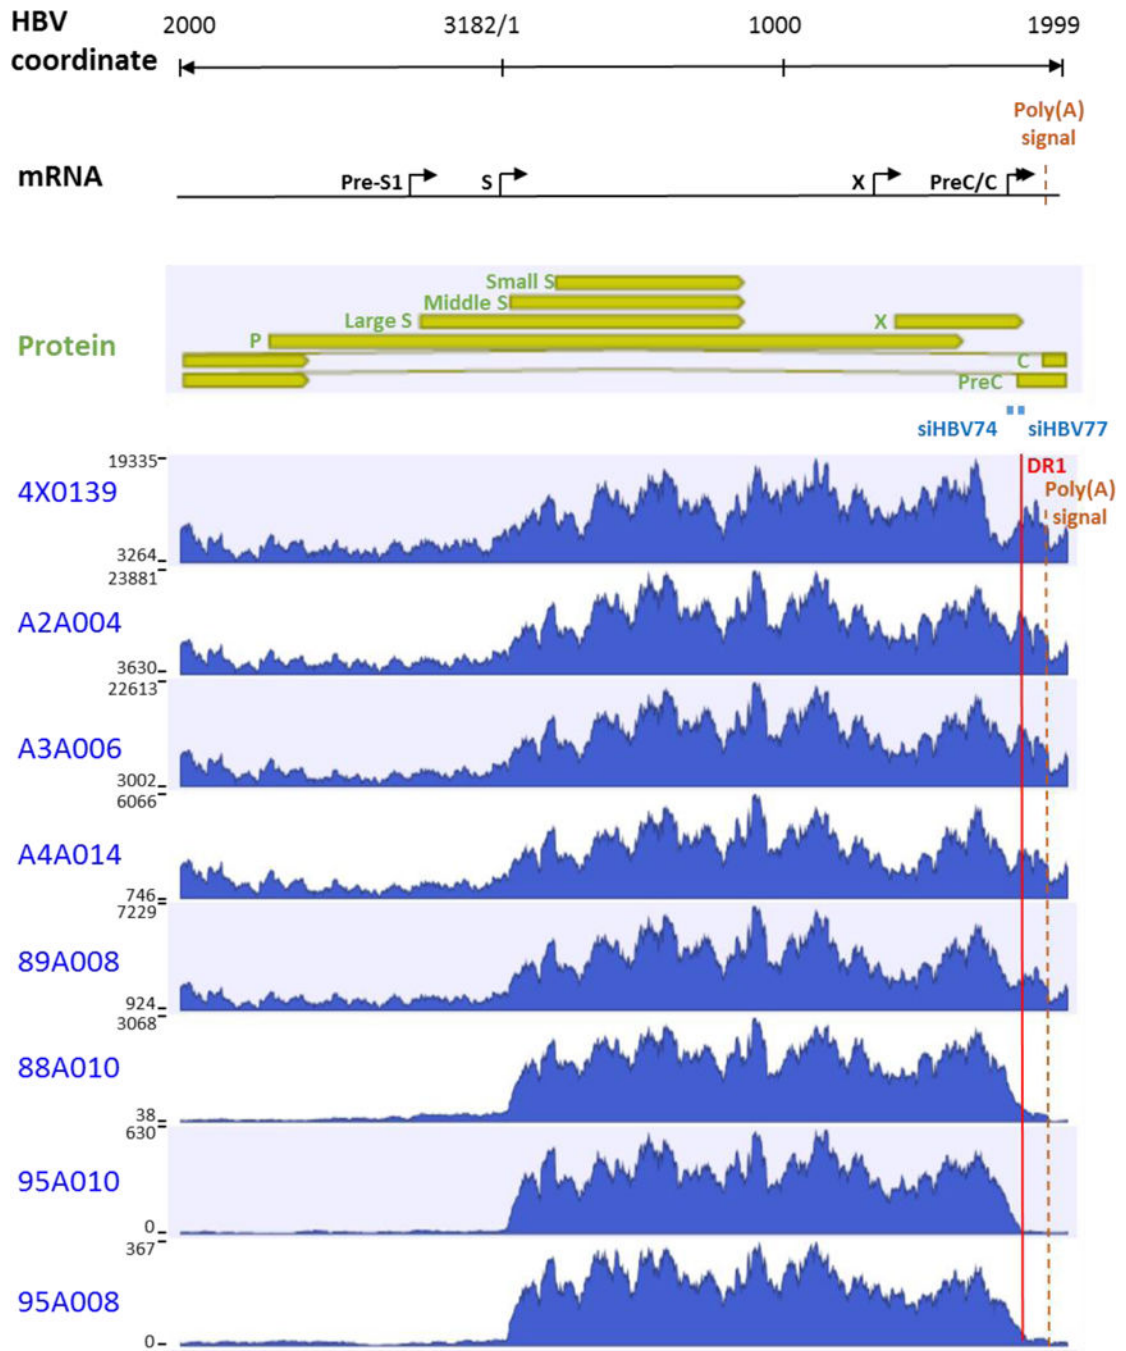 HBV coordinate
2000 3182/1 1000 1999
Poly(A) signal
mRNA
Pre-S1 S X PreC/C
Protein
Small S
Middle S
Large S X
P
C
PreC
siHBV74 siHBV77
4X0139
19335
3264
DR1
Poly(A) signal
A2A004
23881
3630
A3A006
22613
3002
A4A014
6066
746
89A008
7229
924
88A010
3068
38
95A010
630
0
95A008
367
0